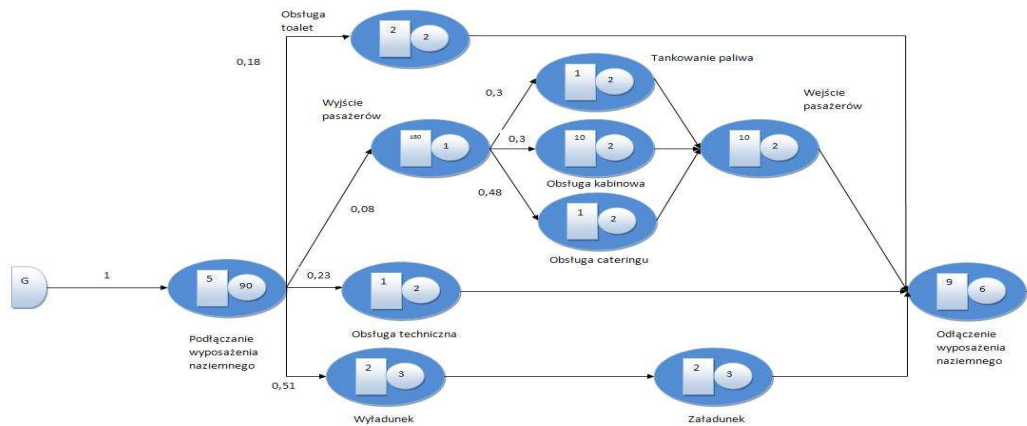 Obsługa
toalet
2
2
0,18
Tankowanie paliwa
1
2
0,3
Wyjście
pasażerów
180
1
0,3
10
2
Obsługa kabinowa
Wejście
pasażerów
10
2
0,48
1
2
Obsługa cateringu
0,08
G
1
5
90
Podłączanie
wyposażenia
naziemnego
0,23
1
2
Obsługa techniczna
9
6
Odłączenie
wyposażenia
naziemnego
0,51
2
3
Wyładunek
2
3
Załadunek